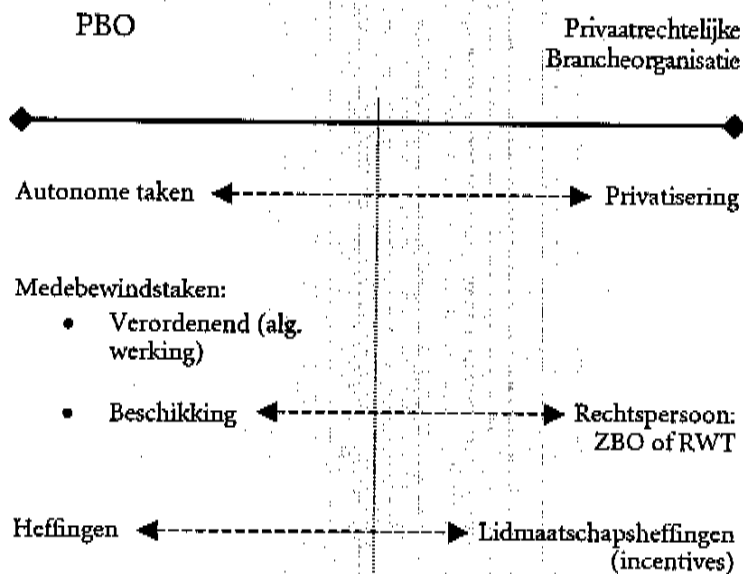 PBO
Privaatrechtelijke
Brancheorganisatie
Autonome taken
Privatisering
Medebewindstaken:
• Verordenend (alg.
werking)
• Beschikking
Rechtspersoon:
ZBO of RWT
Heffingen
Lidmaatschapsheffingen
(incentives)